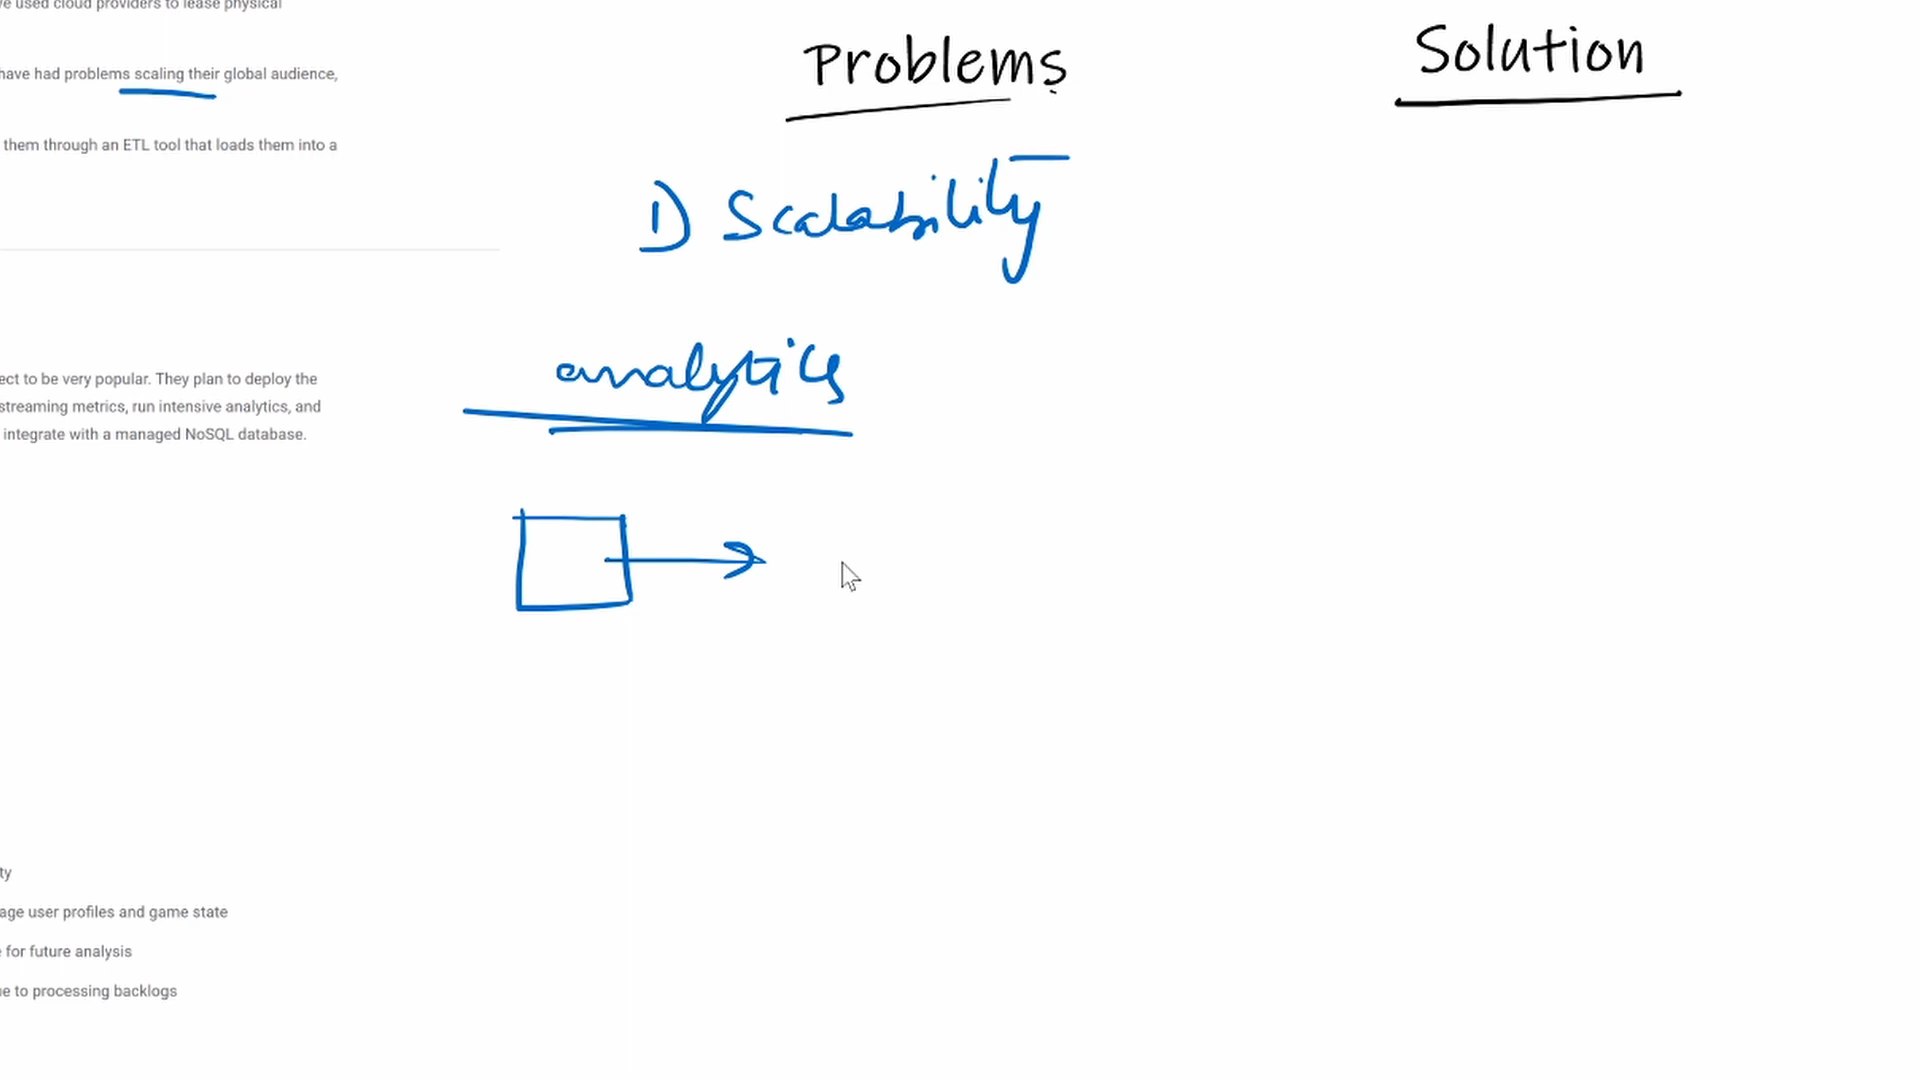 ve used cloud providers to lease physical
have had problems scaling their global audience,
them through an ETL tool that loads them into a
ect to be very popular. They plan to deploy the
streaming metrics, run intensive analytics, and
integrate with a managed NoSQL database.
ty
age user profiles and game state
e for future analysis
ue to processing backlogs
Problems
Solution
1) Scalability
analytics